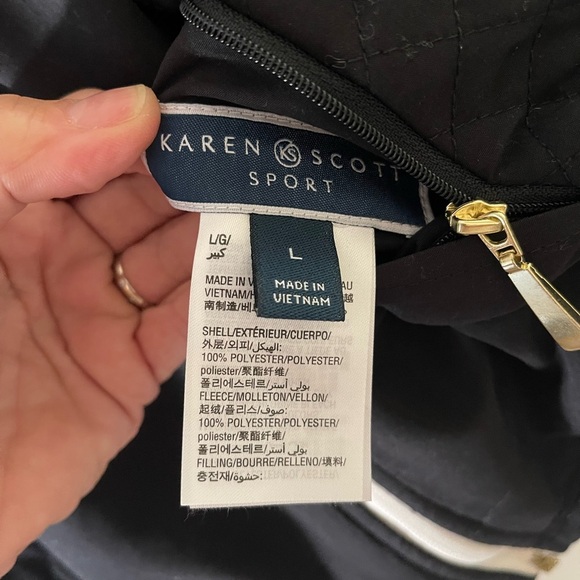 KAREN KS SCOTT
SPORT
L
MADE IN
VIETNAM
L/G/
كبير
MADE IN
VIETNAM/
南制造/
SHELL/EXTÉRIEUR/CUERPO/
外层/외피/الهيكل:
100% POLYESTER/POLYESTER/
poliester/聚酯纤维/
폴리에스테르/بولي أستر
FLEECE/MOLLETON/VELLON/
起绒/플리스/صوف:
100% POLYESTER/POLYESTER/
poliester/聚酯纤维/
폴리에스테르/بولي أستر
FILLING/BOURRE/RELLENO/填料/
충전재/حشوة: